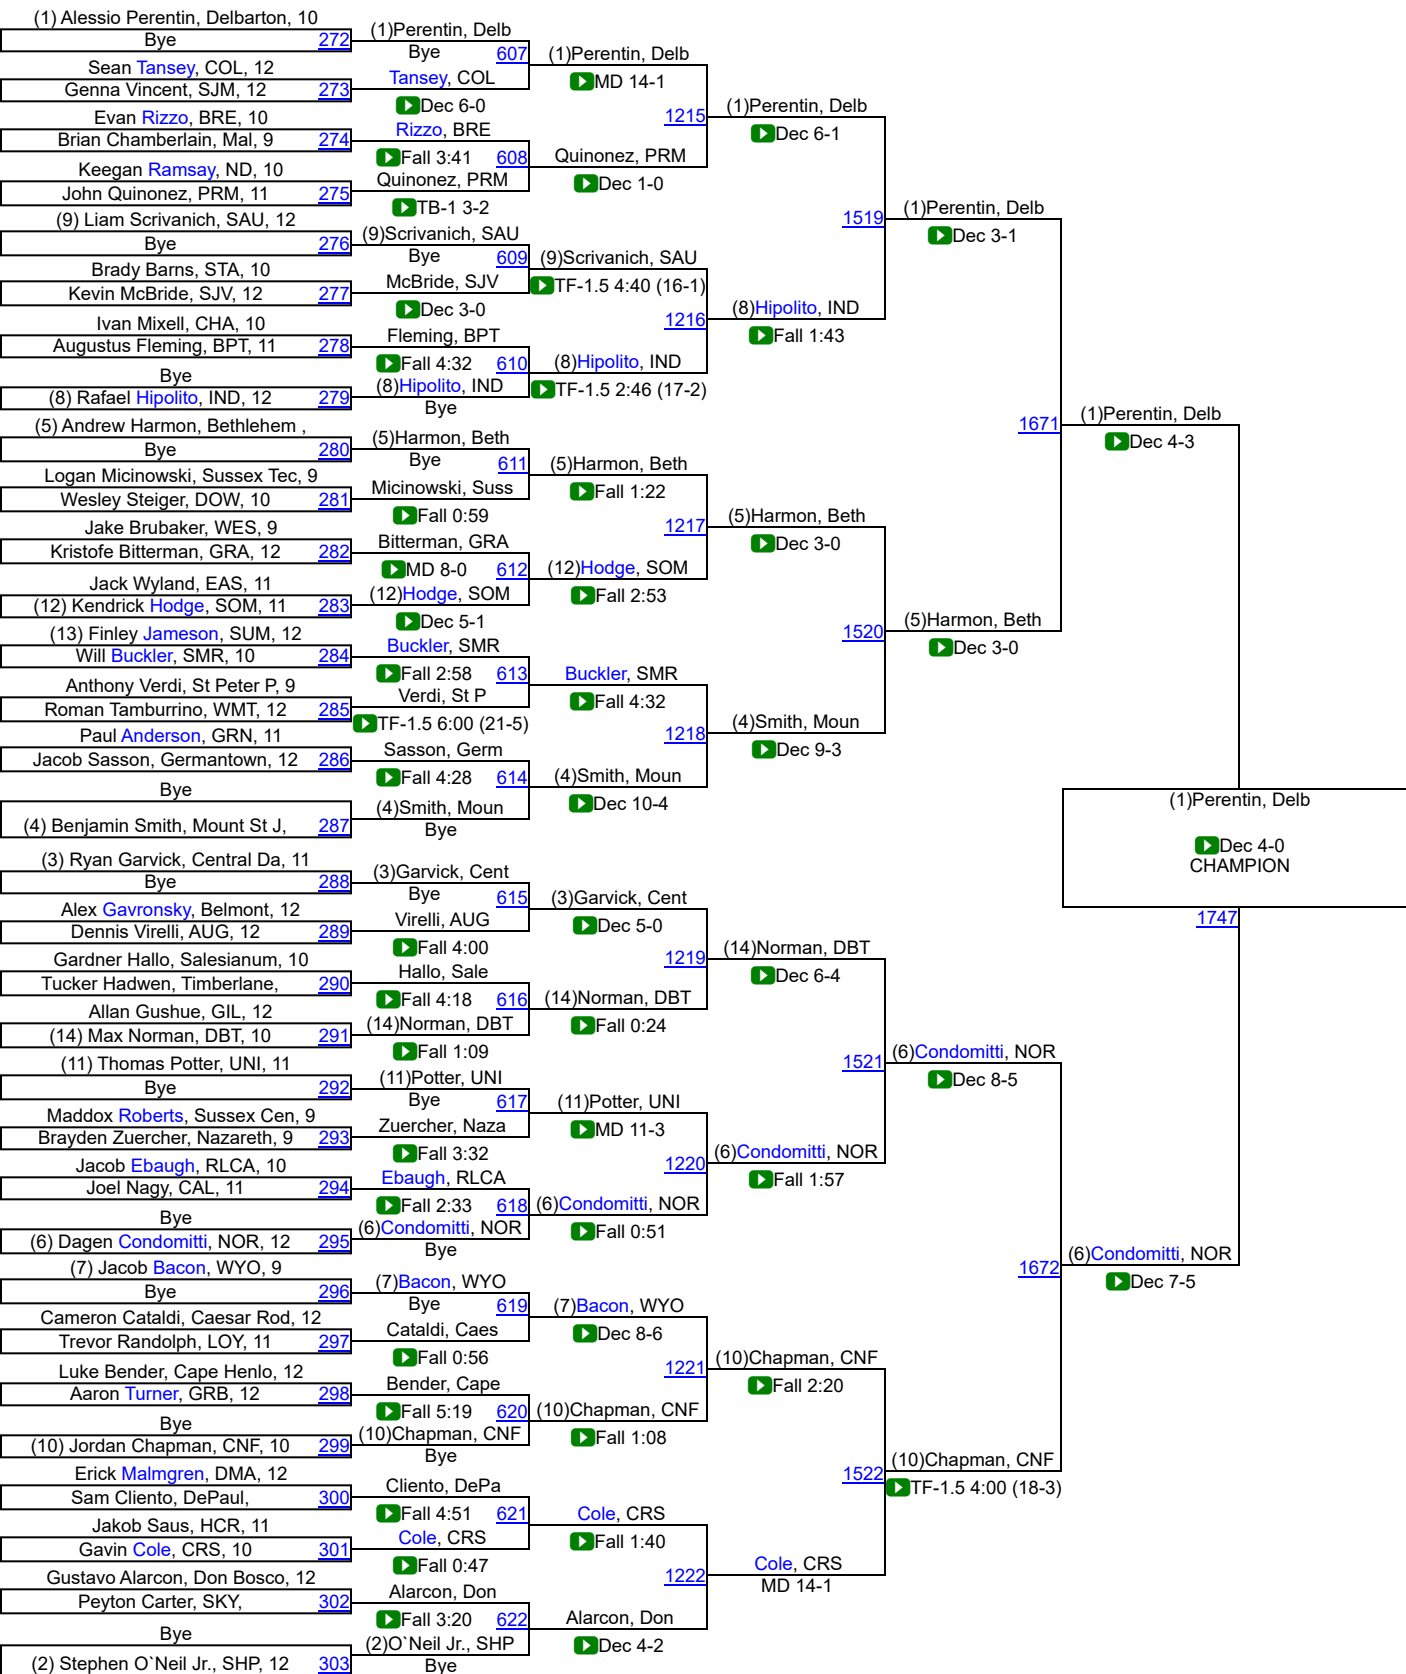 (1) Alessio Perentin, Delbarton, 10
Bye 272
Sean Tansey, COL, 12
Genna Vincent, SJM, 12 273
Evan Rizzo, BRE, 10
Brian Chamberlain, Mal, 9 274
Keegan Ramsay, ND, 10
John Quinonez, PRM, 11 275
(9) Liam Scrivanich, SAU, 12
Bye 276
Brady Barns, STA, 10
Kevin McBride, SJV, 12 277
Ivan Mixell, CHA, 10
Augustus Fleming, BPT, 11 278
Bye
(8) Rafael Hipolito, IND, 12 279
(5) Andrew Harmon, Bethlehem ,
Bye 280
Logan Micinowski, Sussex Tec, 9
Wesley Steiger, DOW, 10 281
Jake Brubaker, WES, 9
Kristofe Bitterman, GRA, 12 282
Jack Wyland, EAS, 11
(12) Kendrick Hodge, SOM, 11 283
(13) Finley Jameson, SUM, 12
Will Buckler, SMR, 10 284
Anthony Verdi, St Peter P, 9
Roman Tamburrino, WMT, 12 285
Paul Anderson, GRN, 11
Jacob Sasson, Germantown, 12 286
Bye
(4) Benjamin Smith, Mount St J, 287
(3) Ryan Garvick, Central Da, 11
Bye 288
Alex Gavronsky, Belmont, 12
Dennis Virelli, AUG, 12 289
Gardner Hallo, Salesianum, 10
Tucker Hadwen, Timberlane, 290
Allan Gushue, GIL, 12
(14) Max Norman, DBT, 10 291
(11) Thomas Potter, UNI, 11
Bye 292
Maddox Roberts, Sussex Cen, 9
Brayden Zuercher, Nazareth, 9 293
Jacob Ebaugh, RLCA, 10
Joel Nagy, CAL, 11 294
Bye
(6) Dagen Condomitti, NOR, 12 295
(7) Jacob Bacon, WYO, 9
Bye 296
Cameron Cataldi, Caesar Rod, 12
Trevor Randolph, LOY, 11 297
Luke Bender, Cape Henlo, 12
Aaron Turner, GRB, 12 298
Bye
(10) Jordan Chapman, CNF, 10 299
Erick Malmgren, DMA, 12
Sam Cliento, DePaul, 300
Jakob Saus, HCR, 11
Gavin Cole, CRS, 10 301
Gustavo Alarcon, Don Bosco, 12
Peyton Carter, SKY, 302
Bye
(2) Stephen O`Neil Jr., SHP, 12 303
(1)Perentin, Delb
Bye 607
Tansey, COL
Dec 6-0
Rizzo, BRE
Fall 3:41 608
Quinonez, PRM
TB-1 3-2
(9)Scrivanich, SAU
Bye 609
McBride, SJV
Dec 3-0
Fleming, BPT
Fall 4:32 610
(8)Hipolito, IND
Bye
(5)Harmon, Beth
Bye 611
Micinowski, Suss
Fall 0:59
Bitterman, GRA
MD 8-0 612
(12)Hodge, SOM
Dec 5-1
Buckler, SMR
Fall 2:58 613
Verdi, St P
TF-1.5 6:00 (21-5)
Sasson, Germ
Fall 4:28 614
(4)Smith, Moun
Bye
(3)Garvick, Cent
Bye 615
Virelli, AUG
Fall 4:00
Hallo, Sale
Fall 4:18 616
(14)Norman, DBT
Fall 1:09
(11)Potter, UNI
Bye 617
Zuercher, Naza
Fall 3:32
Ebaugh, RLCA
Fall 2:33 618
(6)Condomitti, NOR
Bye
(7)Bacon, WYO
Bye 619
Cataldi, Caes
Fall 0:56
Bender, Cape
Fall 5:19 620
(10)Chapman, CNF
Bye
Cliento, DePa
Fall 4:51 621
Cole, CRS
Fall 0:47
Alarcon, Don
Fall 3:20 622
(2)O`Neil Jr., SHP
Bye
(1)Perentin, Delb
MD 14-1
1215
Quinonez, PRM
Dec 1-0
(9)Scrivanich, SAU
TF-1.5 4:40 (16-1)
1216
(8)Hipolito, IND
TF-1.5 2:46 (17-2)
(5)Harmon, Beth
Fall 1:22
1217
(12)Hodge, SOM
Fall 2:53
Buckler, SMR
Fall 4:32
1218
(4)Smith, Moun
Dec 10-4
(3)Garvick, Cent
Dec 5-0
1219
(14)Norman, DBT
Fall 0:24
(11)Potter, UNI
MD 11-3
1220
(6)Condomitti, NOR
Fall 0:51
(7)Bacon, WYO
Dec 8-6
1221
(10)Chapman, CNF
Fall 1:08
Cole, CRS
Fall 1:40
1222
Alarcon, Don
Dec 4-2
(1)Perentin, Delb
Dec 6-1
1519
(8)Hipolito, IND
Fall 1:43
(5)Harmon, Beth
Dec 3-0
1520
(4)Smith, Moun
Dec 9-3
(14)Norman, DBT
Dec 6-4
1521
(6)Condomitti, NOR
Fall 1:57
(10)Chapman, CNF
Fall 2:20
1522
Cole, CRS
MD 14-1
(1)Perentin, Delb
Dec 3-1
1671
(5)Harmon, Beth
Dec 3-0
(6)Condomitti, NOR
Dec 8-5
1672
(10)Chapman, CNF
TF-1.5 4:00 (18-3)
(1)Perentin, Delb
Dec 4-3
(1)Perentin, Delb
Dec 4-0
CHAMPION
1747
(6)Condomitti, NOR
Dec 7-5